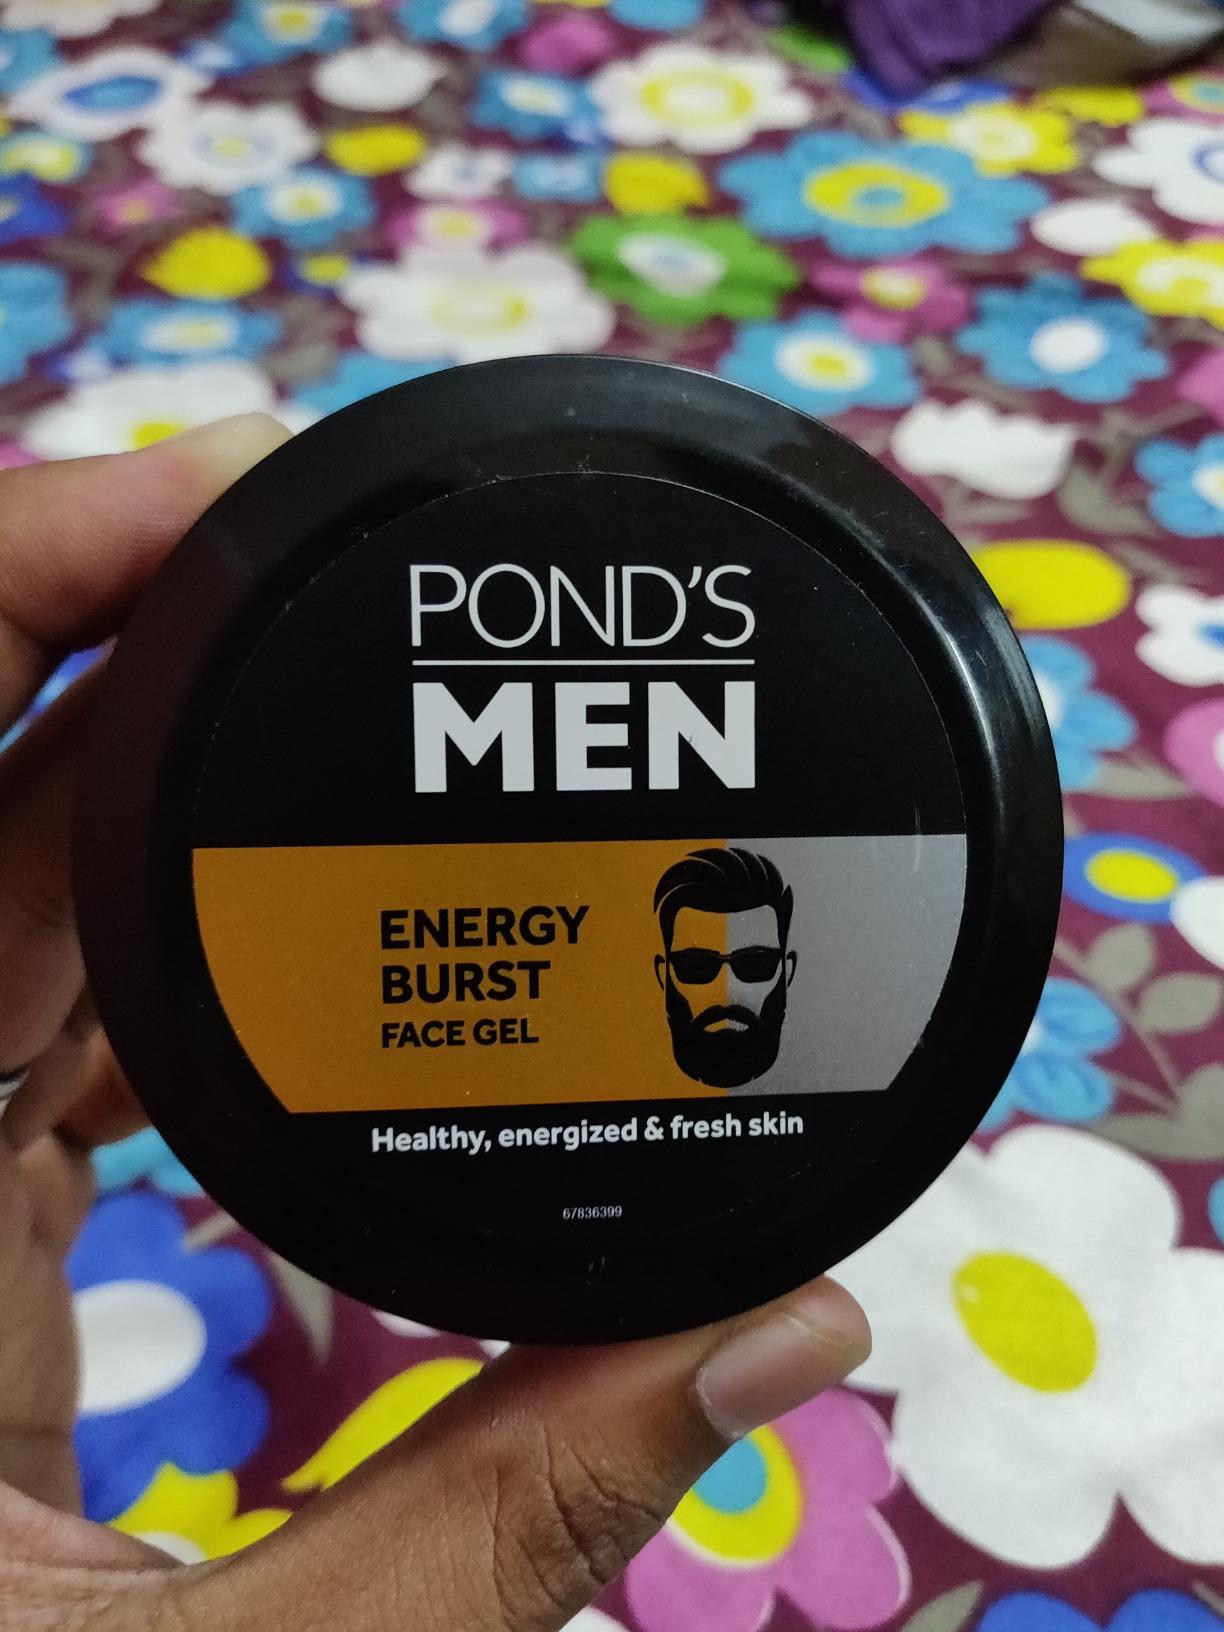 POND'S
MEN
ENERGY
BURST
FACE GEL
Healthy, energized & fresh skin
67836399